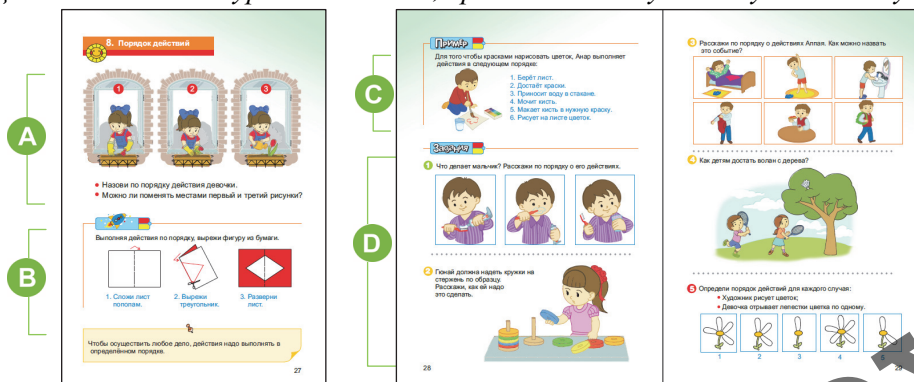 8. Порядок действий
1
2
3
A
Назови по порядку действия девочки.
Можно ли поменять местами первый и третий рисунки?
B
Выполняя действия по порядку, вырежи фигуру из бумаги.
1. Сложи лист
пополам.
2. Вырежи
треугольник.
3. Разверни
лист.
Чтобы осуществить любое дело, действия надо выполнять в
определённом порядке.
27
C
Пример
Для того чтобы красками нарисовать цветок, Анар выполняет
действия в следующем порядке:
1. Берёт лист.
2. Достаёт краски.
3. Приносит воду в стакане.
4. Мочит кисть.
5. Макает кисть в нужную краску.
6. Рисует на листе цветок.
D
Задания
1 Что делает мальчик? Расскажи по порядку о его действиях.
2 Гюнай должна надеть кружки на
стержень по образцу.
Расскажи, как ей надо
это сделать.
28
3 Расскажи по порядку о действиях Аплая. Как можно назвать
это событие?
4 Как детям достать волан с дерева?
5 Определи порядок действий для каждого случая:
Художник рисует цветок;
Девочка отрывает лепестки цветка по одному.
1
2
3
4
5
29